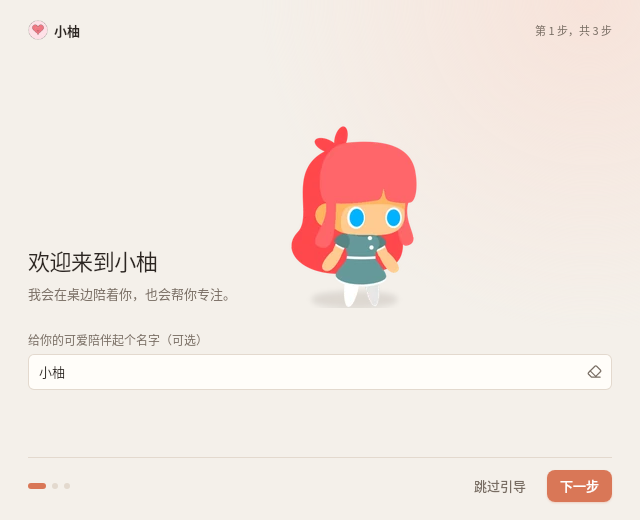 小柚
第 1 步，共 3 步
欢迎来到小柚
我会在桌边陪着你，也会帮你专注。
给你的可爱陪伴起个名字（可选）
小柚
跳过引导
下一步